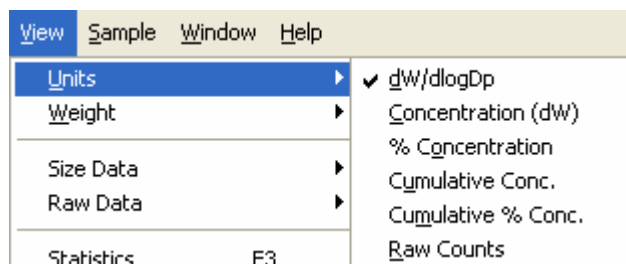 View Sample Window Help
Units
Weight
Size Data
Raw Data
Statistics F3
dW/dlogDp
Concentration (dW)
% Concentration
Cumulative Conc.
Cumulative % Conc.
Raw Counts